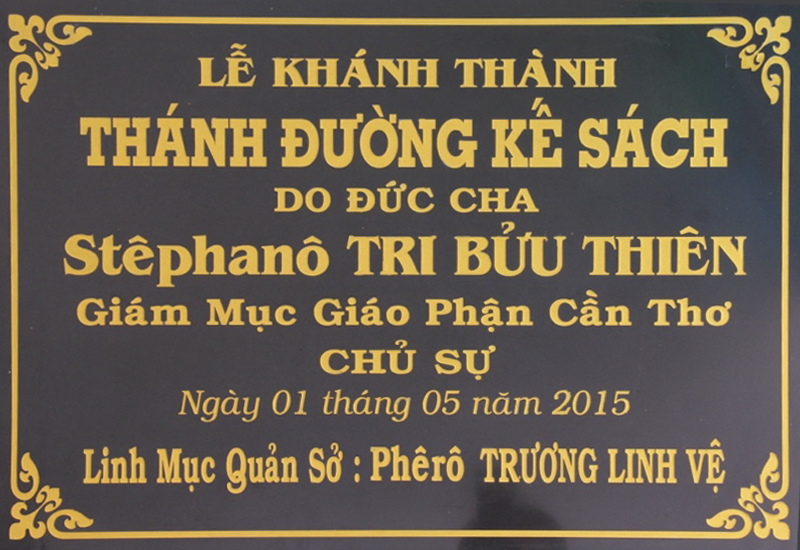 LỄ KHÁNH THÀNH
THÁNH ĐƯỜNG KẾ SÁCH
DO ĐỨC CHA
Stêphanô TRI BỬU THIÊN
Giám Mục Giáo Phận Cần Thơ
CHỦ SỰ
Ngày 01 tháng 05 năm 2015
Linh Mục Quản Sở : Phêrô TRƯƠNG LINH VỆ